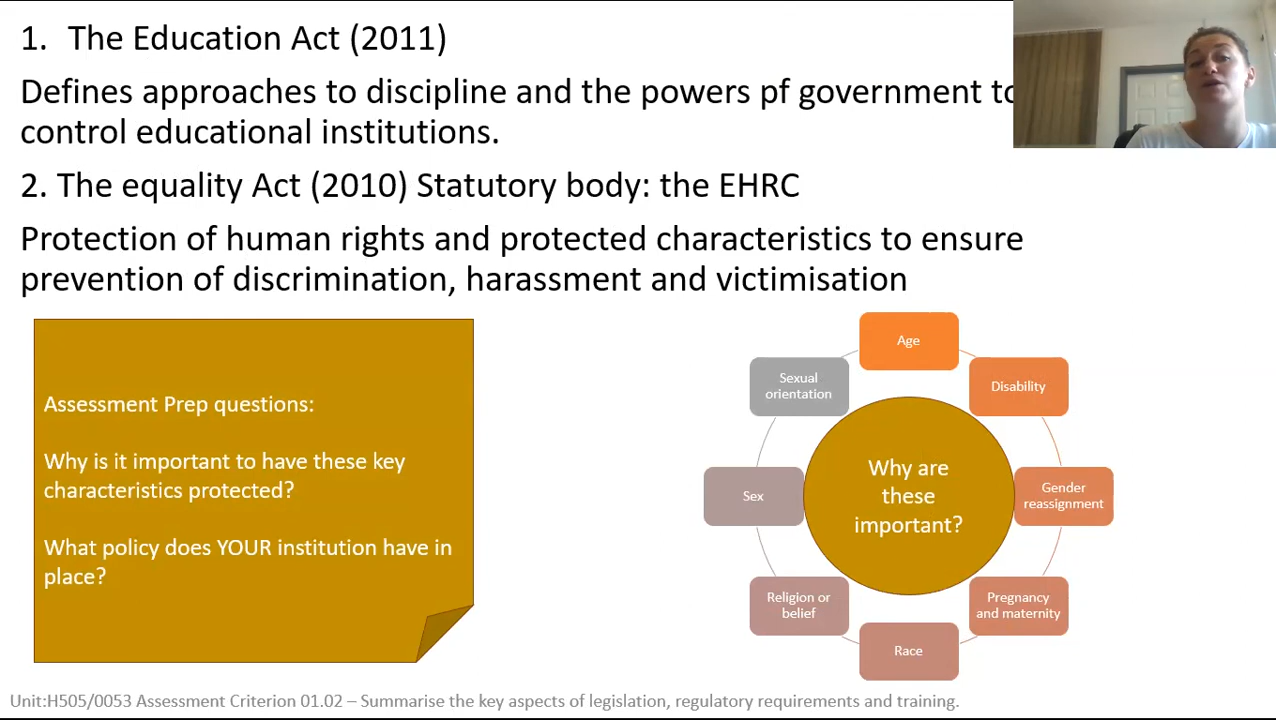 1. The Education Act (2011)
Defines approaches to discipline and the powers pf government to
control educational institutions.
2. The equality Act (2010) Statutory body: the EHRC
Protection of human rights and protected characteristics to ensure
prevention of discrimination, harassment and victimisation
Assessment Prep questions:
Why is it important to have these key
characteristics protected?
What policy does YOUR institution have in
place?
Why are
these
important?
Age
Disability
Gender
reassignment
Pregnancy
and maternity
Race
Religion or
belief
Sex
Sexual
orientation
Unit:H505/0053 Assessment Criterion 01.02 – Summarise the key aspects of legislation, regulatory requirements and training.